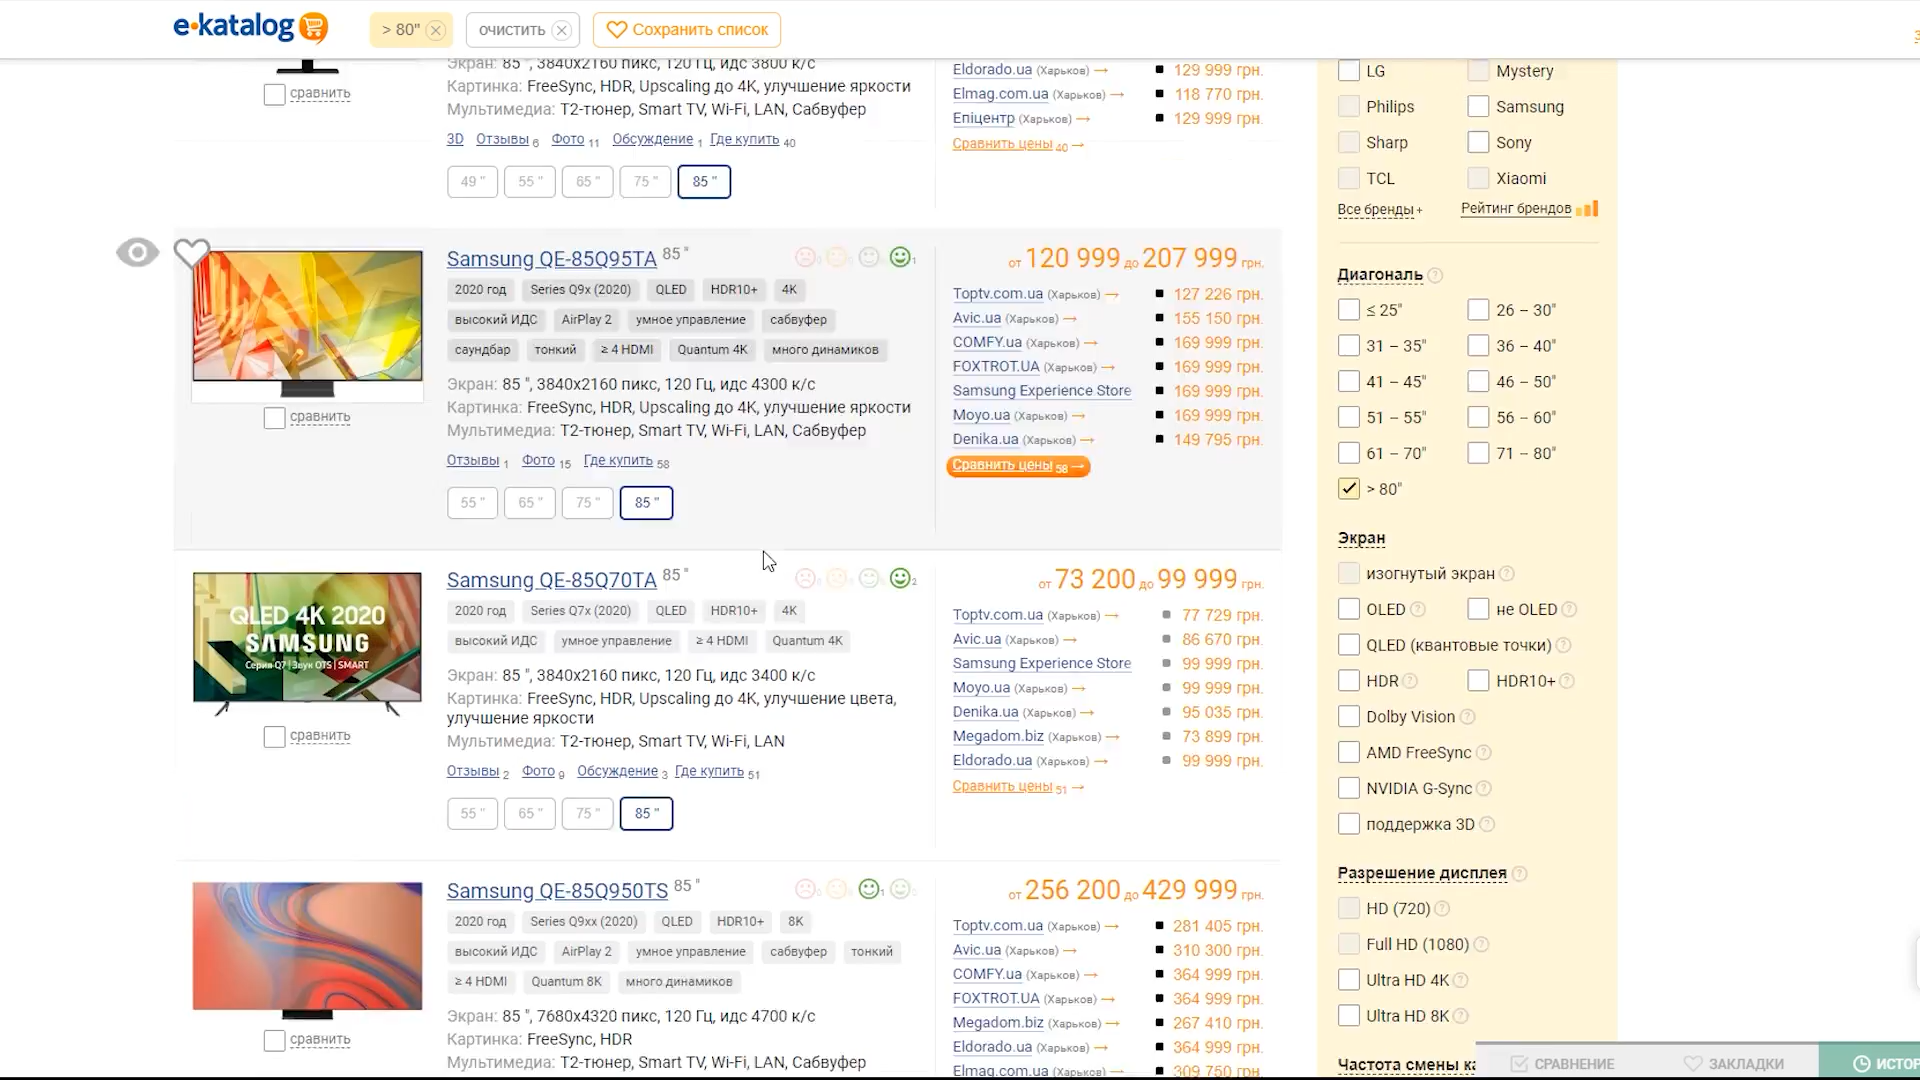 e·katalog
> 80"
очистить
Сохранить список
Экран: 85 ", 3840x2160 пикс, 120 Гц, идс 3800 к/с
Картинка: FreeSync, HDR, Upscaling до 4K, улучшение яркости
Мультимедиа: T2-тюнер, Smart TV, Wi-Fi, LAN, Сабвуфер
3D Отзывы 6 Фото 11 Обсуждение 1 Где купить 40
49 " 55 " 65 " 75 " 85 "
сравнить
Eldorado.ua (Харьков) → 129 999 грн.
Elmag.com.ua (Харьков) → 118 770 грн.
Епіцентр (Харьков) → 129 999 грн.
Сравнить цены 40 →
Samsung QE-85Q95TA 85 "
2020 год Series Q9x (2020) QLED HDR10+ 4K
высокий ИДС AirPlay 2 умное управление сабвуфер
саундбар тонкий ≥ 4 HDMI Quantum 4K много динамиков
Экран: 85 ", 3840x2160 пикс, 120 Гц, идс 4300 к/с
Картинка: FreeSync, HDR, Upscaling до 4K, улучшение яркости
Мультимедиа: T2-тюнер, Smart TV, Wi-Fi, LAN, Сабвуфер
Отзывы 1 Фото 15 Где купить 58
55 " 65 " 75 " 85 "
сравнить
от 120 999 до 207 999 грн.
Toptv.com.ua (Харьков) → 127 226 грн.
Avic.ua (Харьков) → 155 150 грн.
COMFY.ua (Харьков) → 169 999 грн.
FOXTROT.UA (Харьков) → 169 999 грн.
Samsung Experience Store 169 999 грн.
Moyo.ua (Харьков) → 169 999 грн.
Denika.ua (Харьков) → 149 795 грн.
Сравнить цены 58 →
Samsung QE-85Q70TA 85 "
2
2020 год Series Q7x (2020) QLED HDR10+ 4K
высокий ИДС умное управление ≥ 4 HDMI Quantum 4K
Экран: 85 ", 3840x2160 пикс, 120 Гц, идс 3400 к/с
Картинка: FreeSync, HDR, Upscaling до 4K, улучшение цвета,
улучшение яркости
Мультимедиа: T2-тюнер, Smart TV, Wi-Fi, LAN
Отзывы 2 Фото 9 Обсуждение 3 Где купить 51
55 " 65 " 75 " 85 "
QLED 4K 2020
SAMSUNG
Серия Q7 | Звук OTS | SMART
сравнить
от 73 200 до 99 999 грн.
Toptv.com.ua (Харьков) → 77 729 грн.
Avic.ua (Харьков) → 86 670 грн.
Samsung Experience Store 99 999 грн.
Moyo.ua (Харьков) → 99 999 грн.
Denika.ua (Харьков) → 95 035 грн.
Megadom.biz (Харьков) → 73 899 грн.
Eldorado.ua (Харьков) → 99 999 грн.
Сравнить цены 51 →
Samsung QE-85Q950TS 85 "
2020 год Series Q9xx (2020) QLED HDR10+ 8K
высокий ИДС AirPlay 2 умное управление сабвуфер тонкий
≥ 4 HDMI Quantum 8K много динамиков
Экран: 85 ", 7680x4320 пикс, 120 Гц, идс 4700 к/с
Картинка: FreeSync, HDR
Мультимедиа: T2-тюнер, Smart TV, Wi-Fi, LAN, Сабвуфер
сравнить
от 256 200 до 429 999 грн.
Toptv.com.ua (Харьков) → 281 405 грн.
Avic.ua (Харьков) → 310 300 грн.
COMFY.ua (Харьков) → 364 999 грн.
FOXTROT.UA (Харьков) → 364 999 грн.
Megadom.biz (Харьков) → 267 410 грн.
Eldorado.ua (Харьков) → 364 999 грн.
Elmag.com.ua (Харьков) → 309 750 грн.
LG Mystery
Philips Samsung
Sharp Sony
TCL Xiaomi
Все бренды+ Рейтинг брендов
Диагональ
≤ 25" 26 – 30"
31 – 35" 36 – 40"
41 – 45" 46 – 50"
51 – 55" 56 – 60"
61 – 70" 71 – 80"
> 80"
Экран
изогнутый экран
OLED не OLED
QLED (квантовые точки)
HDR HDR10+
Dolby Vision
AMD FreeSync
NVIDIA G-Sync
поддержка 3D
Разрешение дисплея
HD (720)
Full HD (1080)
Ultra HD 4K
Ultra HD 8K
Частота смены ка
СРАВНЕНИЕ ЗАКЛАДКИ ИСТОР